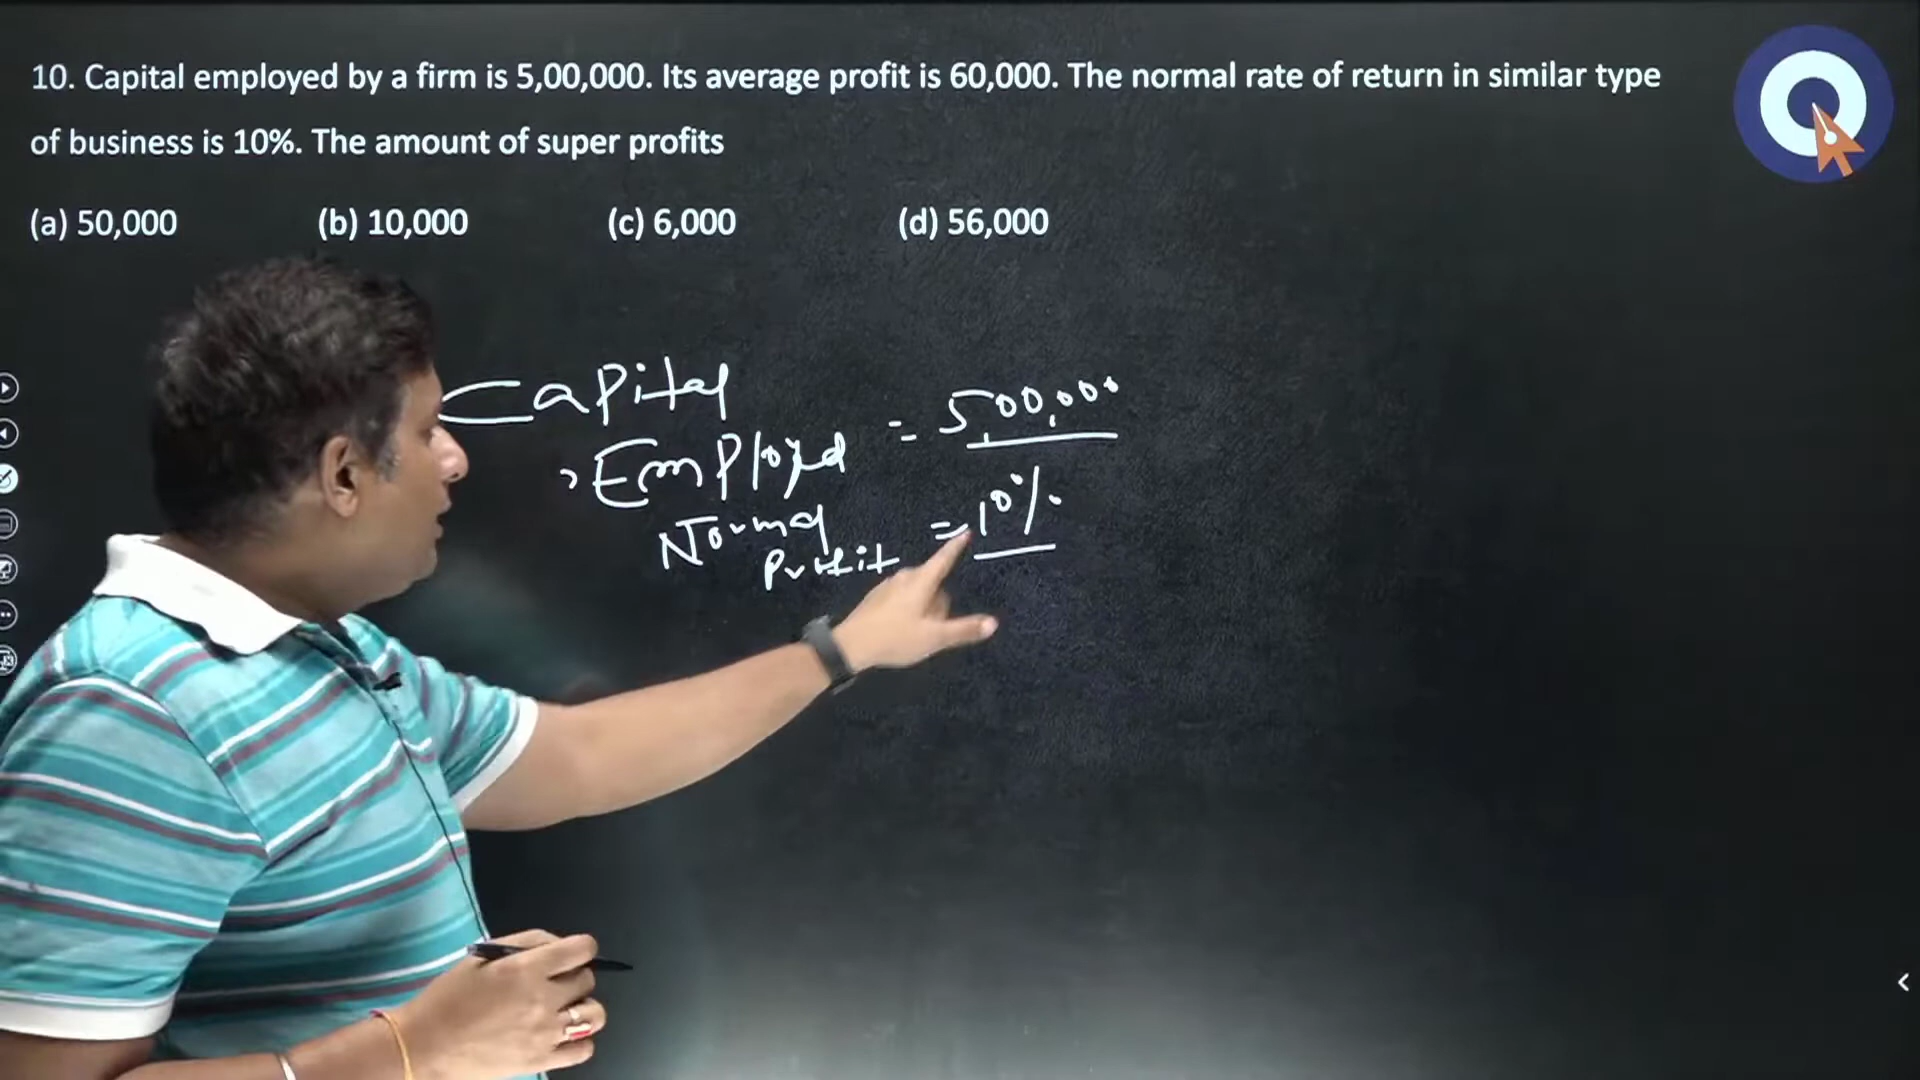 10. Capital employed by a firm is 5,00,000. Its average profit is 60,000. The normal rate of return in similar type
of business is 10%. The amount of super profits
(a) 50,000 (b) 10,000 (c) 6,000 (d) 56,000
Capital
Employed = 5,00,000
Normal
Profit = 10%